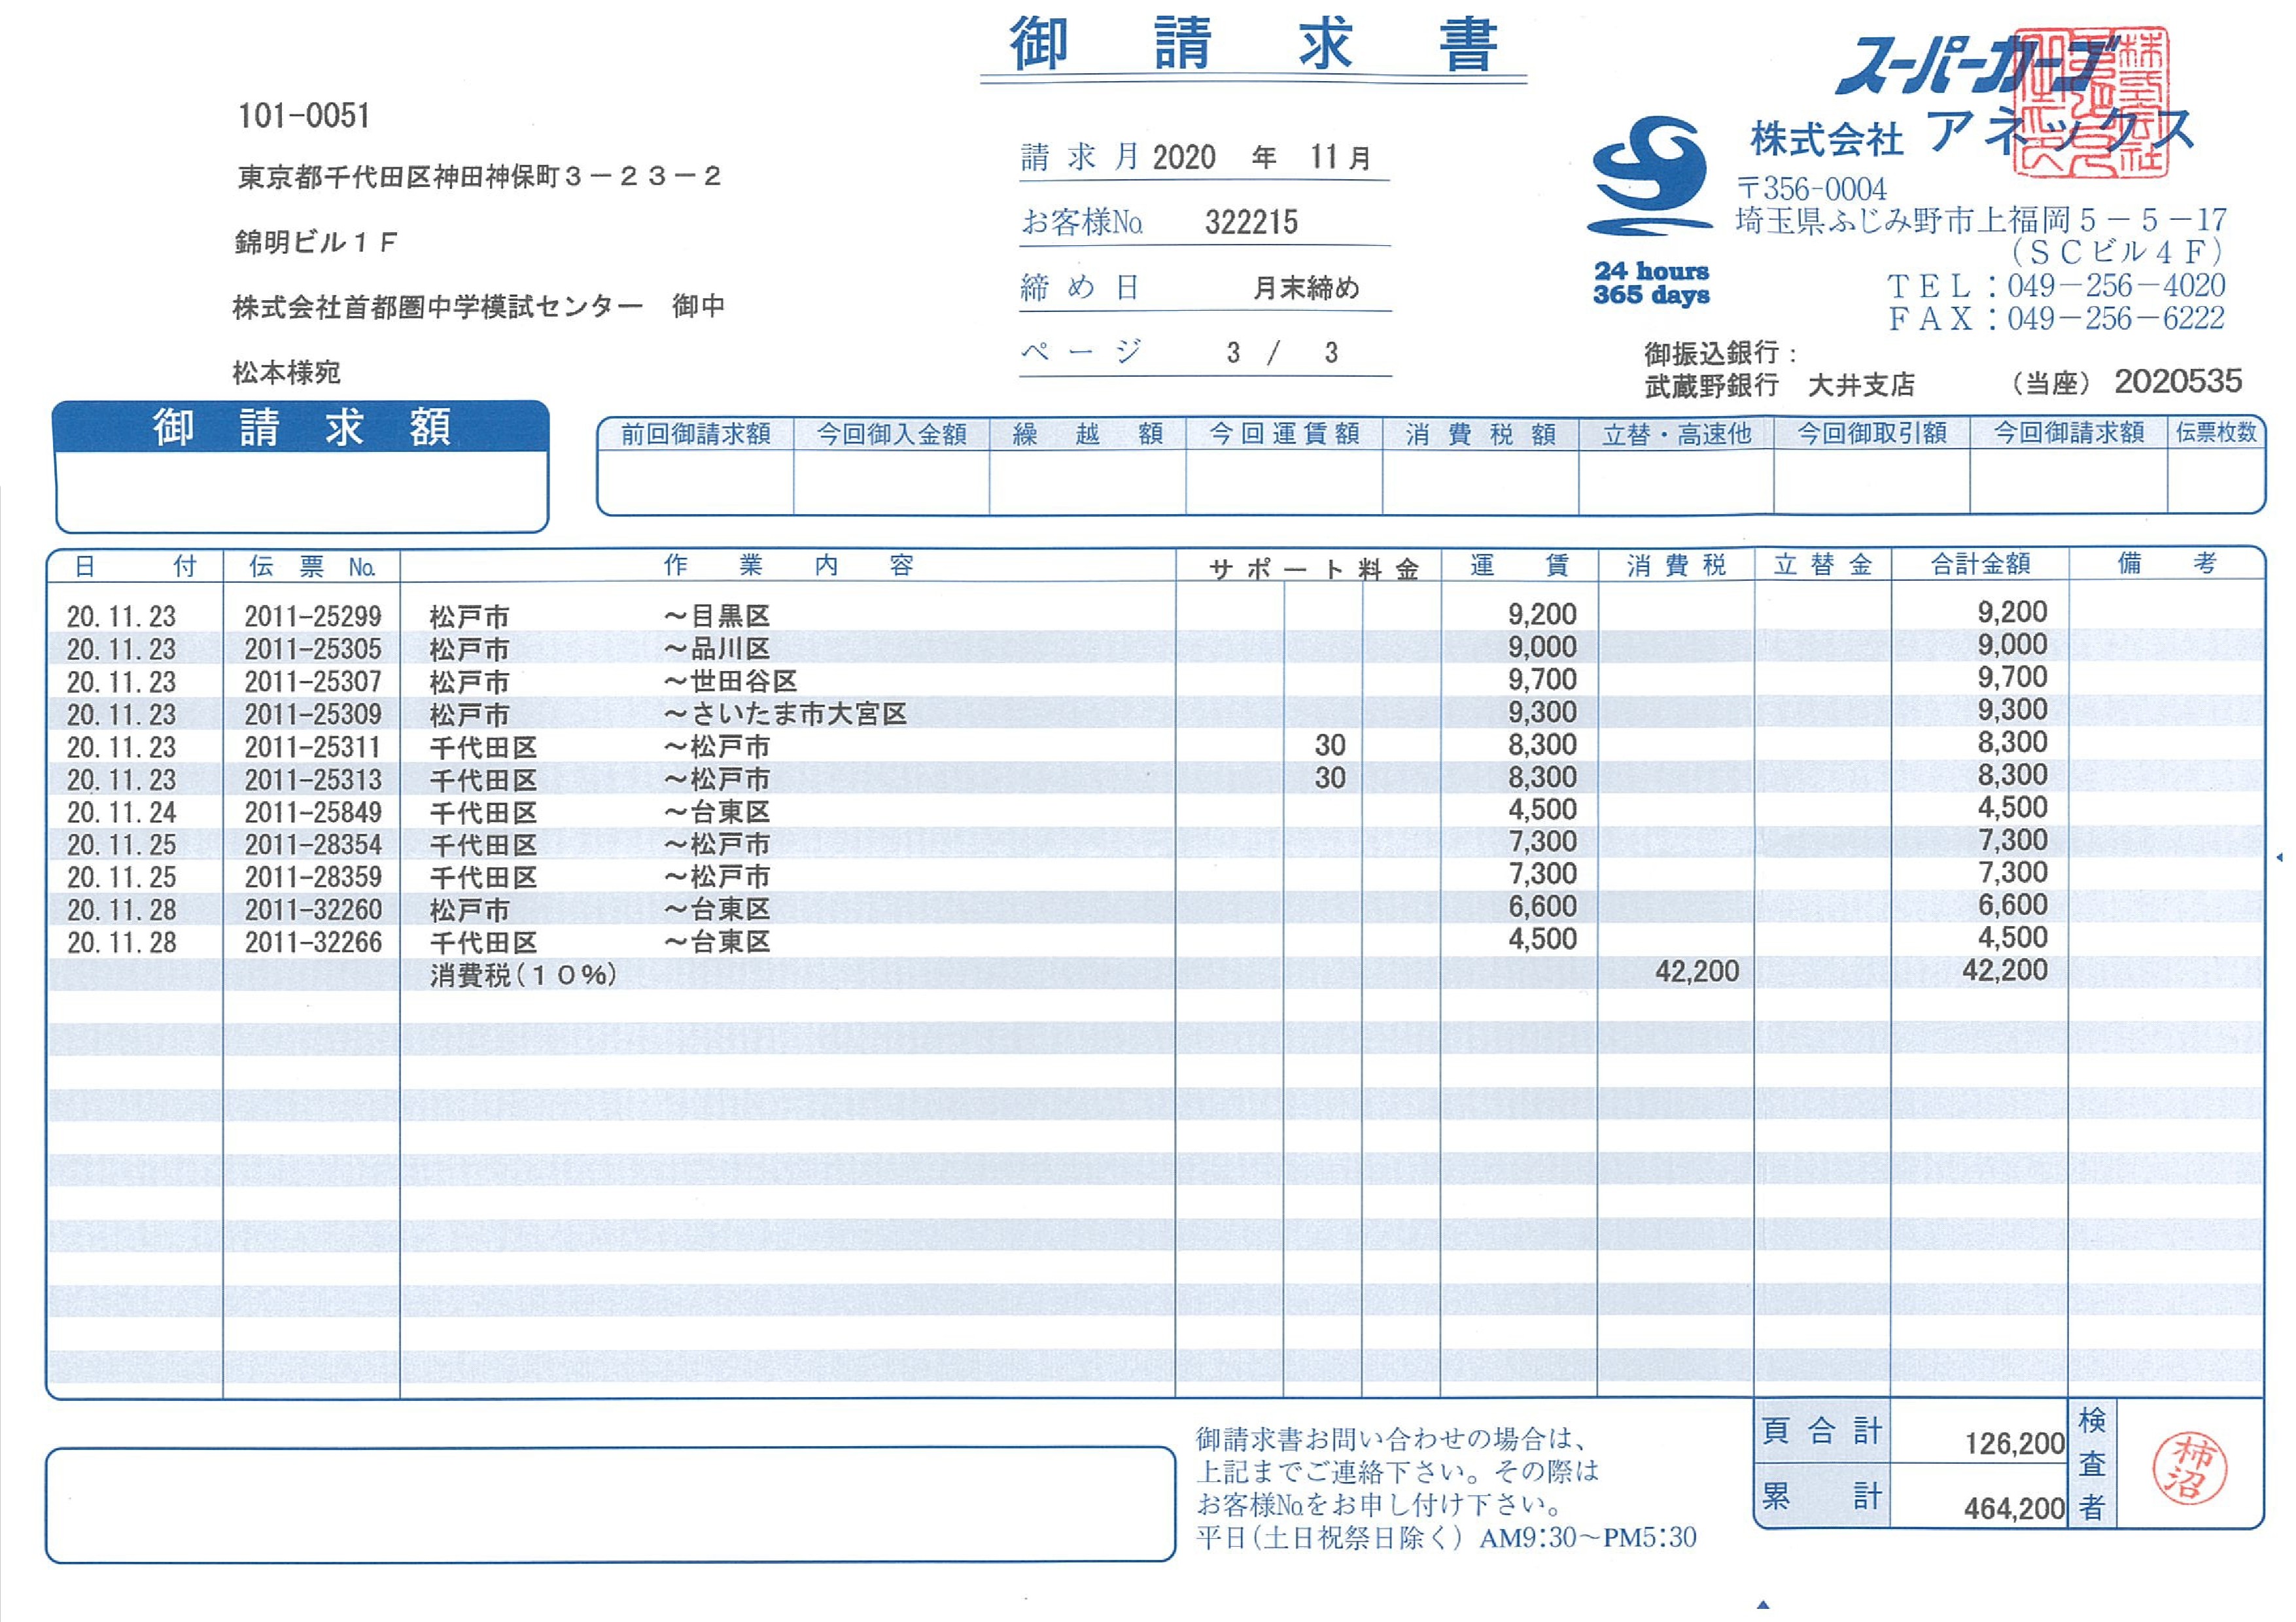 御請求書
101-0051
東京都千代田区神田神保町３－２３－２
錦明ビル１Ｆ
株式会社首都圏中学模試センター 御中
松本様宛
請求月 2020 年 11月
お客様№ 322215
締め日 月末締め
ページ 3 / 3
スーパーカーゴ
株式会社 アネックス
〒356-0004
埼玉県ふじみ野市上福岡５－５－17
（ＳＣビル４Ｆ）
ＴＥＬ：049－256－4020
ＦＡＸ：049－256－6222
24 hours
365 days
御振込銀行：
武蔵野銀行 大井支店 （当座） 2020535
御請求額
前回御請求額 今回御入金額 繰越額 今回運賃額 消費税額 立替・高速他 今回御取引額 今回御請求額 伝票枚数
日付 伝票№ 作業内容 サポート料金 運賃 消費税 立替金 合計金額 備考
20.11.23 2011-25299 松戸市 ～目黒区 9,200 9,200
20.11.23 2011-25305 松戸市 ～品川区 9,000 9,000
20.11.23 2011-25307 松戸市 ～世田谷区 9,700 9,700
20.11.23 2011-25309 松戸市 ～さいたま市大宮区 9,300 9,300
20.11.23 2011-25311 千代田区 ～松戸市 30 8,300 8,300
20.11.23 2011-25313 千代田区 ～松戸市 30 8,300 8,300
20.11.24 2011-25849 千代田区 ～台東区 4,500 4,500
20.11.25 2011-28354 千代田区 ～松戸市 7,300 7,300
20.11.25 2011-28359 千代田区 ～松戸市 7,300 7,300
20.11.28 2011-32260 松戸市 ～台東区 6,600 6,600
20.11.28 2011-32266 千代田区 ～台東区 4,500 4,500
消費税（１０％） 42,200 42,200
御請求書お問い合わせの場合は、
上記までご連絡下さい。その際は
お客様№をお申し付け下さい。
平日（土日祝祭日除く） AM9:30～PM5:30
頁合計 126,200
累計 464,200
検査者
柿沼